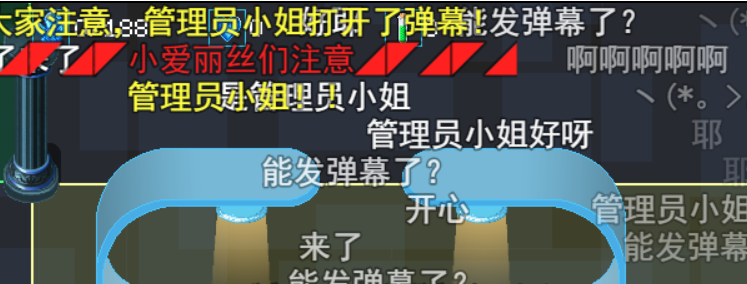 大家注意，管理员小姐打开了弹幕！
能发弹幕了？
小爱丽丝们注意
啊啊啊啊啊
管理员小姐！
是管理员小姐
ヽ(*。>
管理员小姐好呀
耶
能发弹幕了？
耶
开心
管理员小姐
来了
能发弹幕
能发弹幕了？